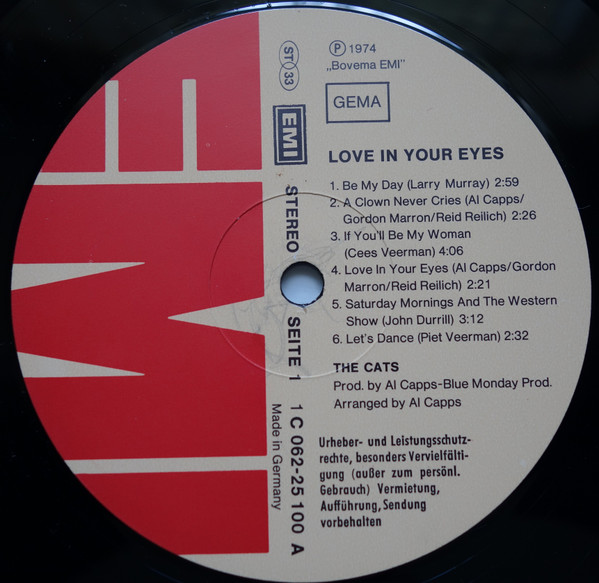 EMI
ST 33
Ⓟ 1974
„Bovema EMI"
GEMA
EMI
LOVE IN YOUR EYES
1. Be My Day (Larry Murray) 2:59
2. A Clown Never Cries (Al Capps/
Gordon Marron/Reid Reilich) 2:26
3. If You'll Be My Woman
(Cees Veerman) 4:06
4. Love In Your Eyes (Al Capps/Gordon
Marron/Reid Reilich) 2:21
5. Saturday Mornings And The Western
Show (John Durrill) 3:12
6. Let's Dance (Piet Veerman) 2:32
THE CATS
Prod. by Al Capps-Blue Monday Prod.
Arranged by Al Capps
STEREO SEITE 1 1 C 062-25 100 A
Made in Germany
Urheber- und Leistungsschutz-
rechte, besonders Vervielfälti-
gung (außer zum persönl.
Gebrauch) Vermietung,
Aufführung, Sendung
vorbehalten